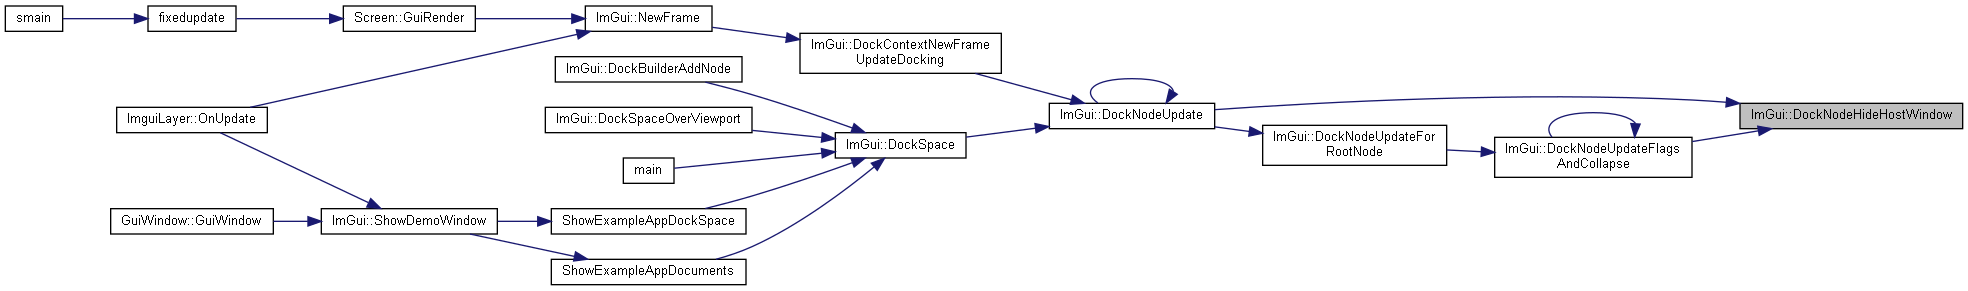 smain
fixedupdate
Screen::GuiRender
ImGui::NewFrame
ImGui::DockContextNewFrame
UpdateDocking
ImGui::DockBuilderAddNode
ImguiLayer::OnUpdate
ImGui::DockSpaceOverViewport
ImGui::DockNodeUpdate
ImGui::DockNodeHideHostWindow
ImGui::DockSpace
ImGui::DockNodeUpdateFor
RootNode
ImGui::DockNodeUpdateFlags
AndCollapse
main
GuiWindow::GuiWindow
ImGui::ShowDemoWindow
ShowExampleAppDockSpace
ShowExampleAppDocuments